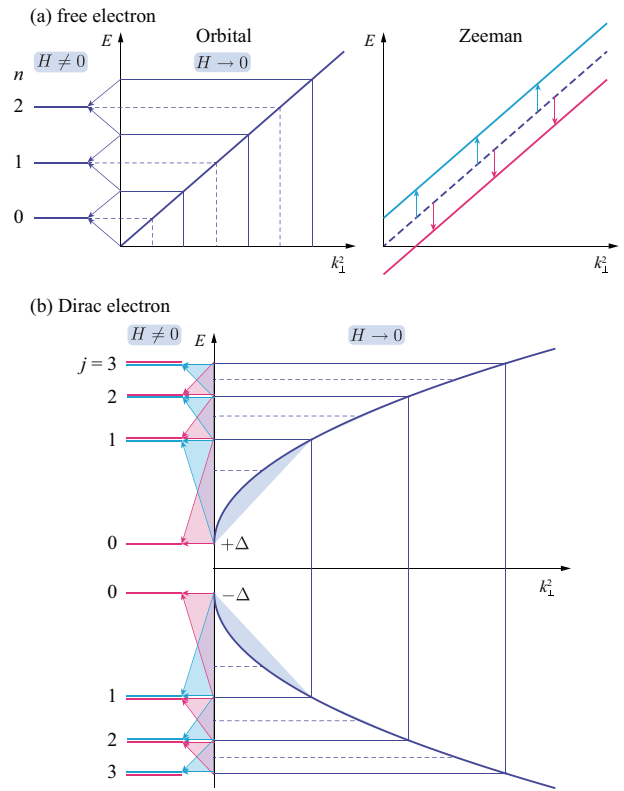 (a) free electron
Orbital
Zeeman
H ≠ 0
E
H → 0
E
n
2
1
0
k⊥²
k⊥²
(b) Dirac electron
H ≠ 0
E
H → 0
j = 3
2
1
0
+Δ
k⊥²
0
−Δ
1
2
3